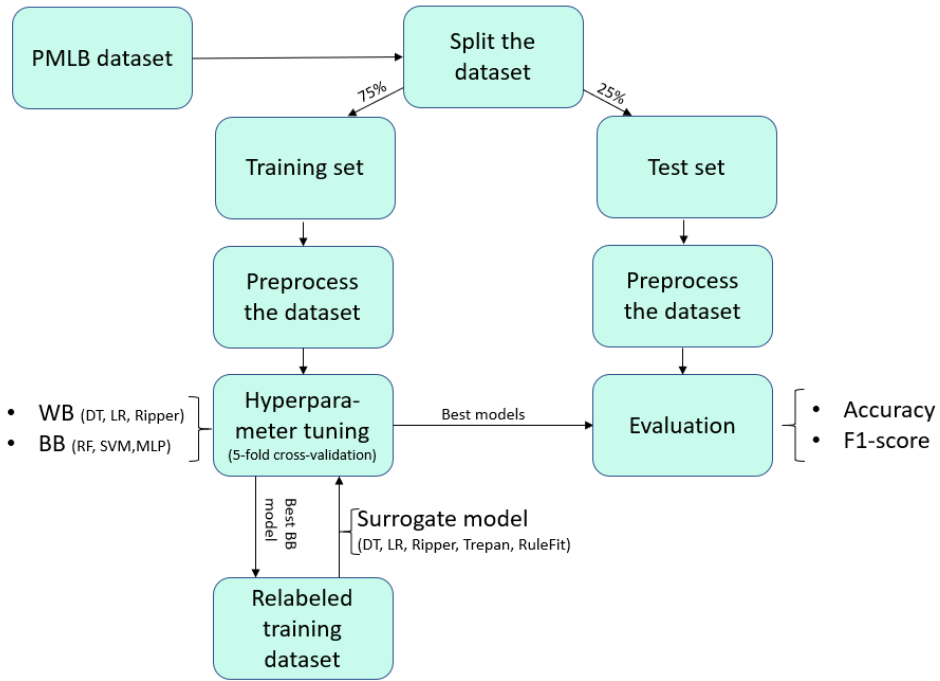 PMLB dataset
Split the
dataset
75%
25%
Training set
Test set
Preprocess
the dataset
Preprocess
the dataset
• WB (DT, LR, Ripper)
• BB (RF, SVM,MLP)
Hyperpara-
meter tuning
(5-fold cross-validation)
Best models
Evaluation
• Accuracy
• F1-score
Best BB
model
Surrogate model
(DT, LR, Ripper, Trepan, RuleFit)
Relabeled
training
dataset